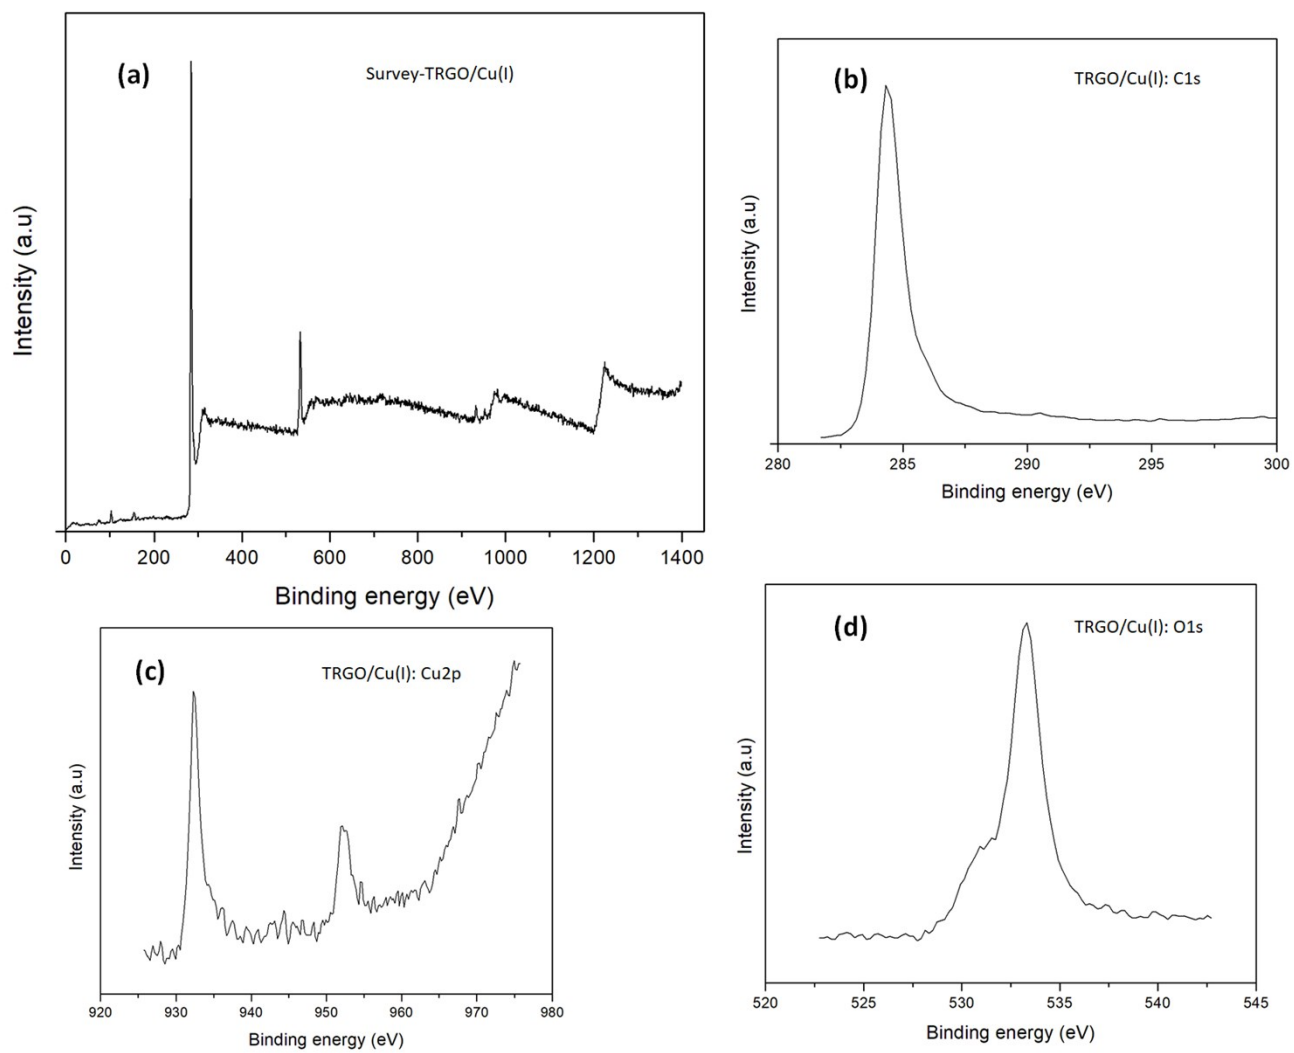 (a)
Survey-TRGO/Cu(I)
Intensity (a.u)
0 200 400 600 800 1000 1200 1400
Binding energy (eV)
(b)
TRGO/Cu(I): C1s
Intensity (a.u)
280 285 290 295 300
Binding energy (eV)
(c)
TRGO/Cu(I): Cu2p
Intensity (a.u)
920 930 940 950 960 970 980
Binding energy (eV)
(d)
TRGO/Cu(I): O1s
Intensity (a.u)
520 525 530 535 540 545
Binding energy (eV)